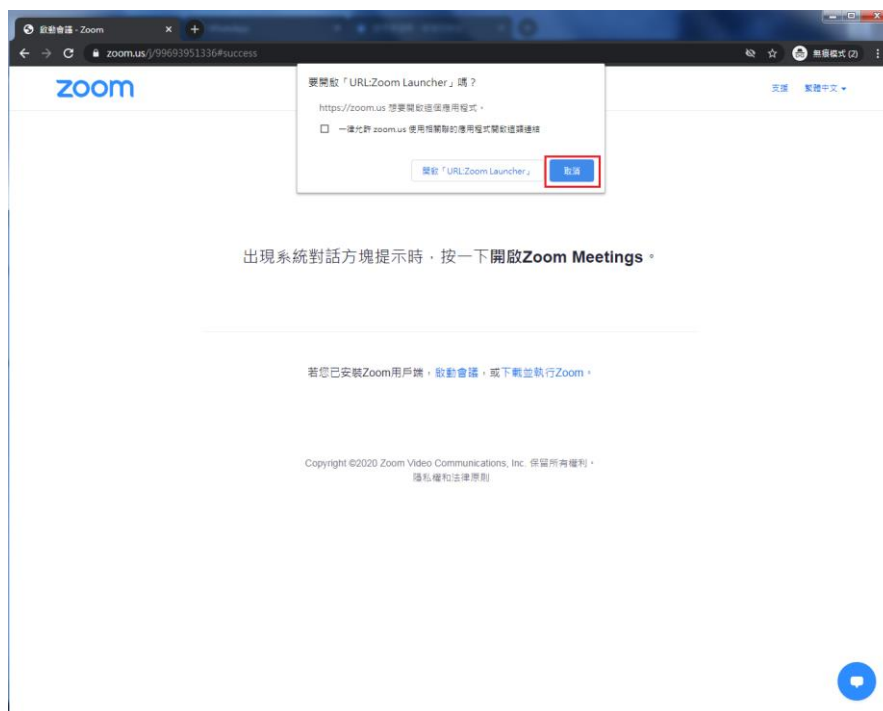 啟動會議 - Zoom
zoom.us/j/99693951336#success
無痕模式 (2)
zoom
支援 繁體中文
要開啟「URL:Zoom Launcher」嗎？
https://zoom.us 想要開啟這個應用程式。
一律允許 zoom.us 使用相關聯的應用程式開啟這類連結
開啟「URL:Zoom Launcher」 取消
出現系統對話方塊提示時，按一下開啟Zoom Meetings。
若您已安裝Zoom用戶端，啟動會議，或下載並執行Zoom。
Copyright ©2020 Zoom Video Communications, Inc. 保留所有權利。
隱私權和法律原則